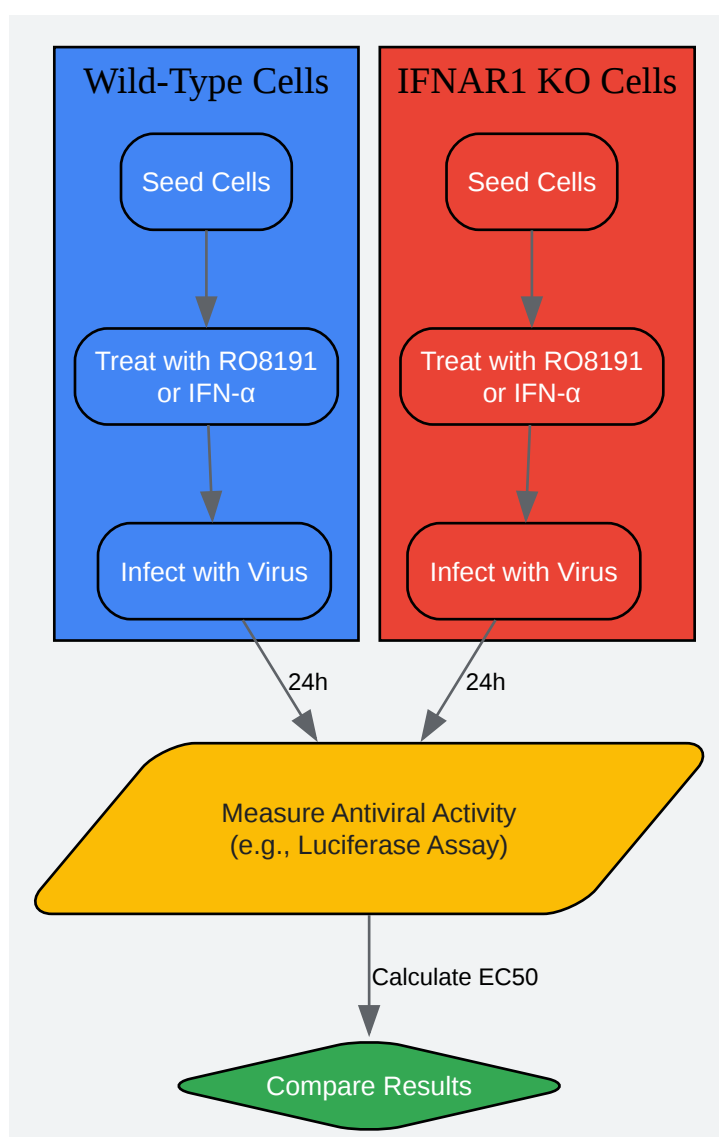 Wild-Type Cells
Seed Cells
Treat with RO8191
or IFN-α
Infect with Virus
IFNAR1 KO Cells
Seed Cells
Treat with RO8191
or IFN-α
Infect with Virus
24h
24h
Measure Antiviral Activity
(e.g., Luciferase Assay)
Calculate EC50
Compare Results